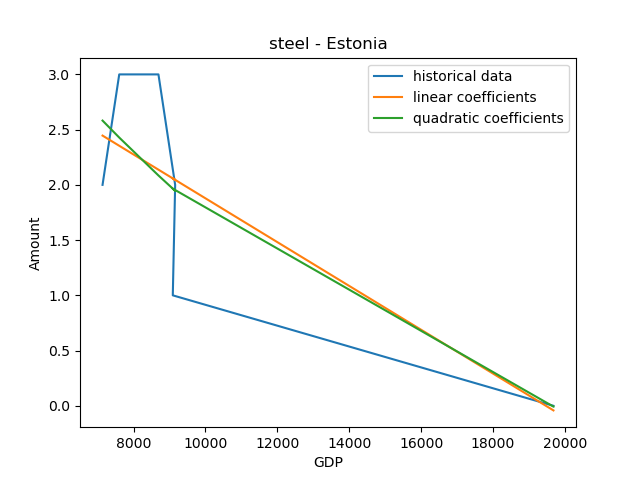 steel - Estonia
historical data
linear coefficients
quadratic coefficients
3.0
2.5
2.0
1.5
1.0
0.5
0.0
Amount
8000 10000 12000 14000 16000 18000 20000
GDP